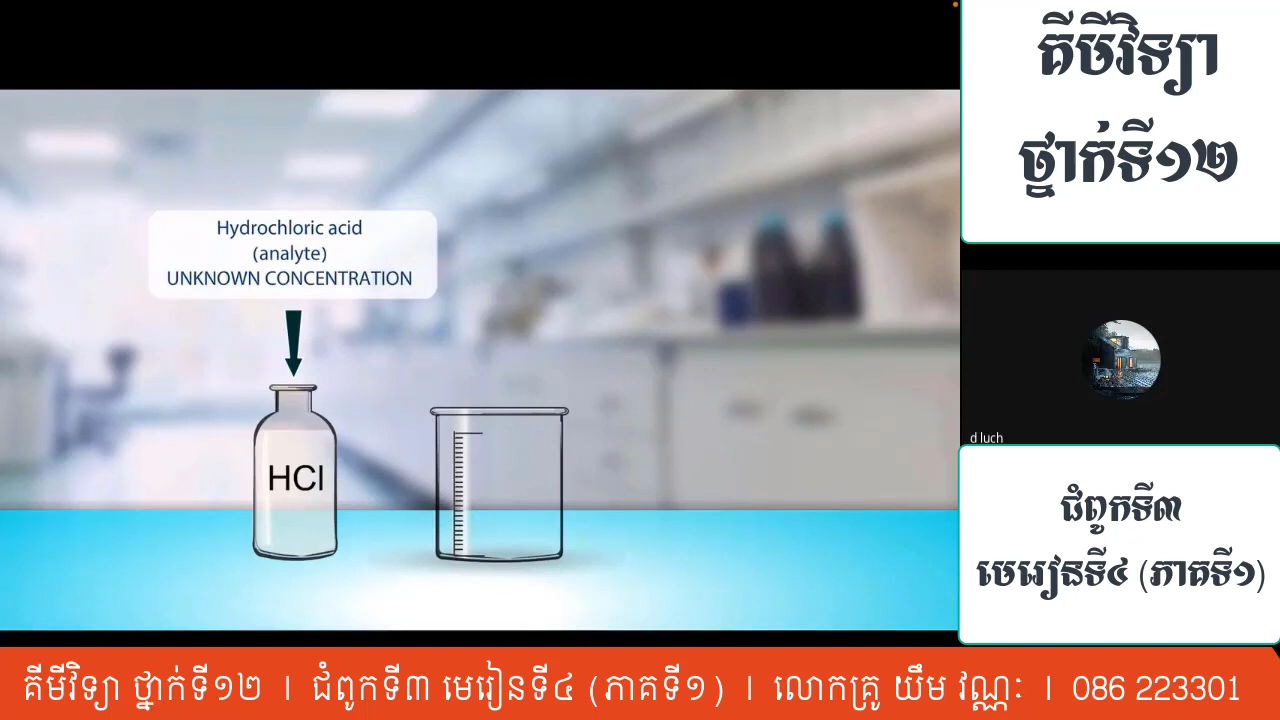 Hydrochloric acid
(analyte)
UNKNOWN CONCENTRATION
HCl
គីមីវិទ្យា
ថ្នាក់ទី១២
d luch
ជំពូកទី៣
មេរៀនទី៤ (ភាគទី១)
គីមីវិទ្យា ថ្នាក់ទី១២ | ជំពូកទី៣ មេរៀនទី៤ (ភាគទី១) | លោកគ្រូ យឹម វណ្ណៈ | 086 223301